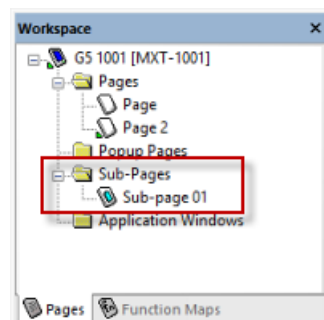 Workspace
G5 1001 [MXT-1001]
Pages
Page
Page 2
Popup Pages
Sub-Pages
Sub-page 01
Application Windows
Pages Function Maps